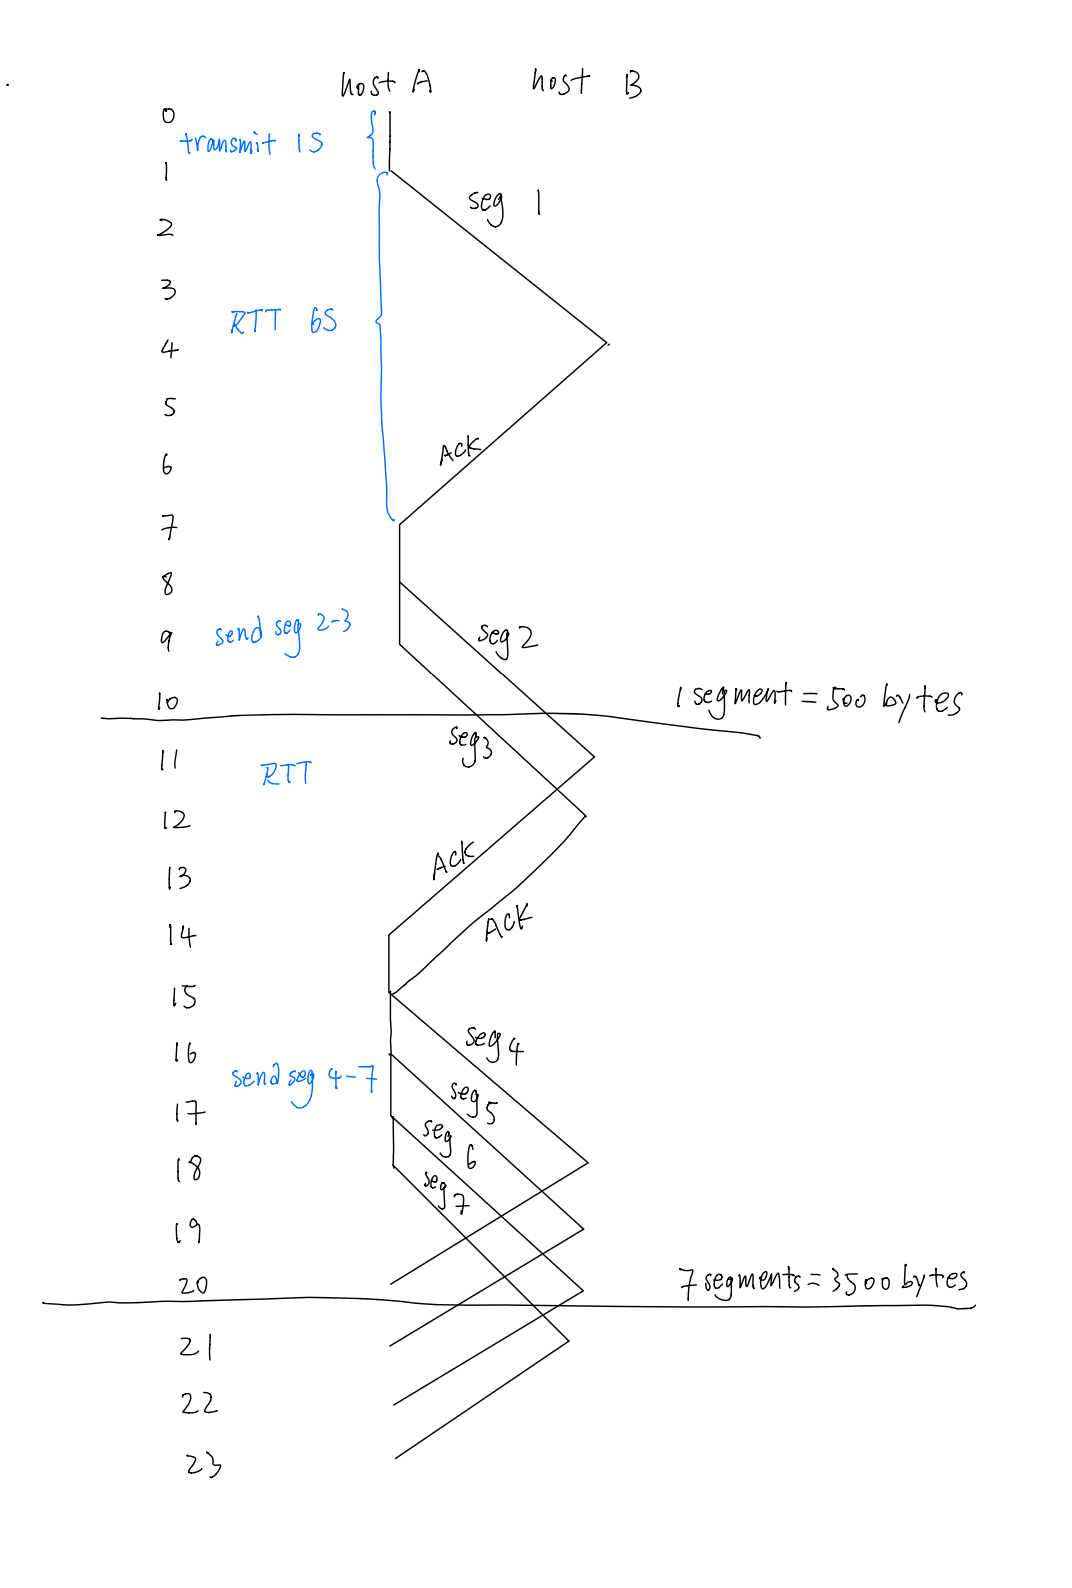 host A host B
0
transmit 1S
1
seg 1
2
3
RTT 6S
4
5
Ack
6
7
8
send seg 2-3
seg 2
9
1 segment = 500 bytes
10
seg 3
11
RTT
12
Ack
13
Ack
14
15
seg 4
16
send seg 4-7
seg 5
17
seg 6
18
seg 7
19
20
7 segments = 3500 bytes
21
22
23